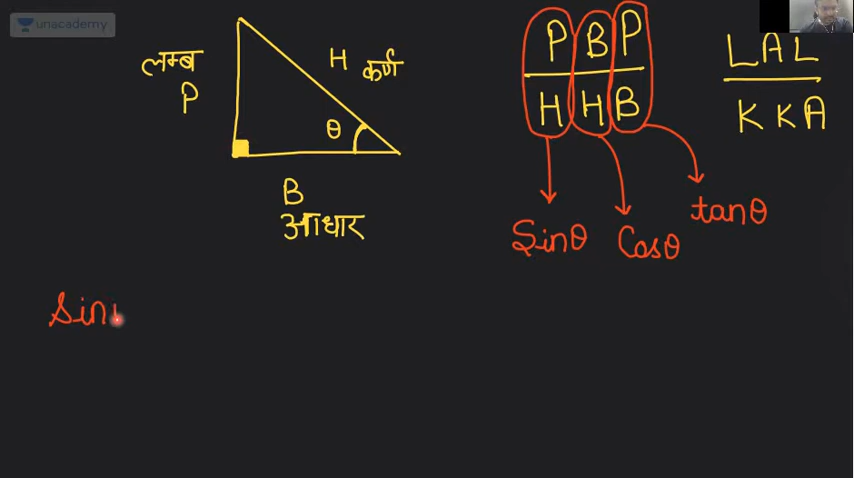 unacademy
लम्ब
P
H कर्ण
θ
B
आधार
P B P
H H B
LAL
KKA
Sinθ
Cosθ
tanθ
Sin